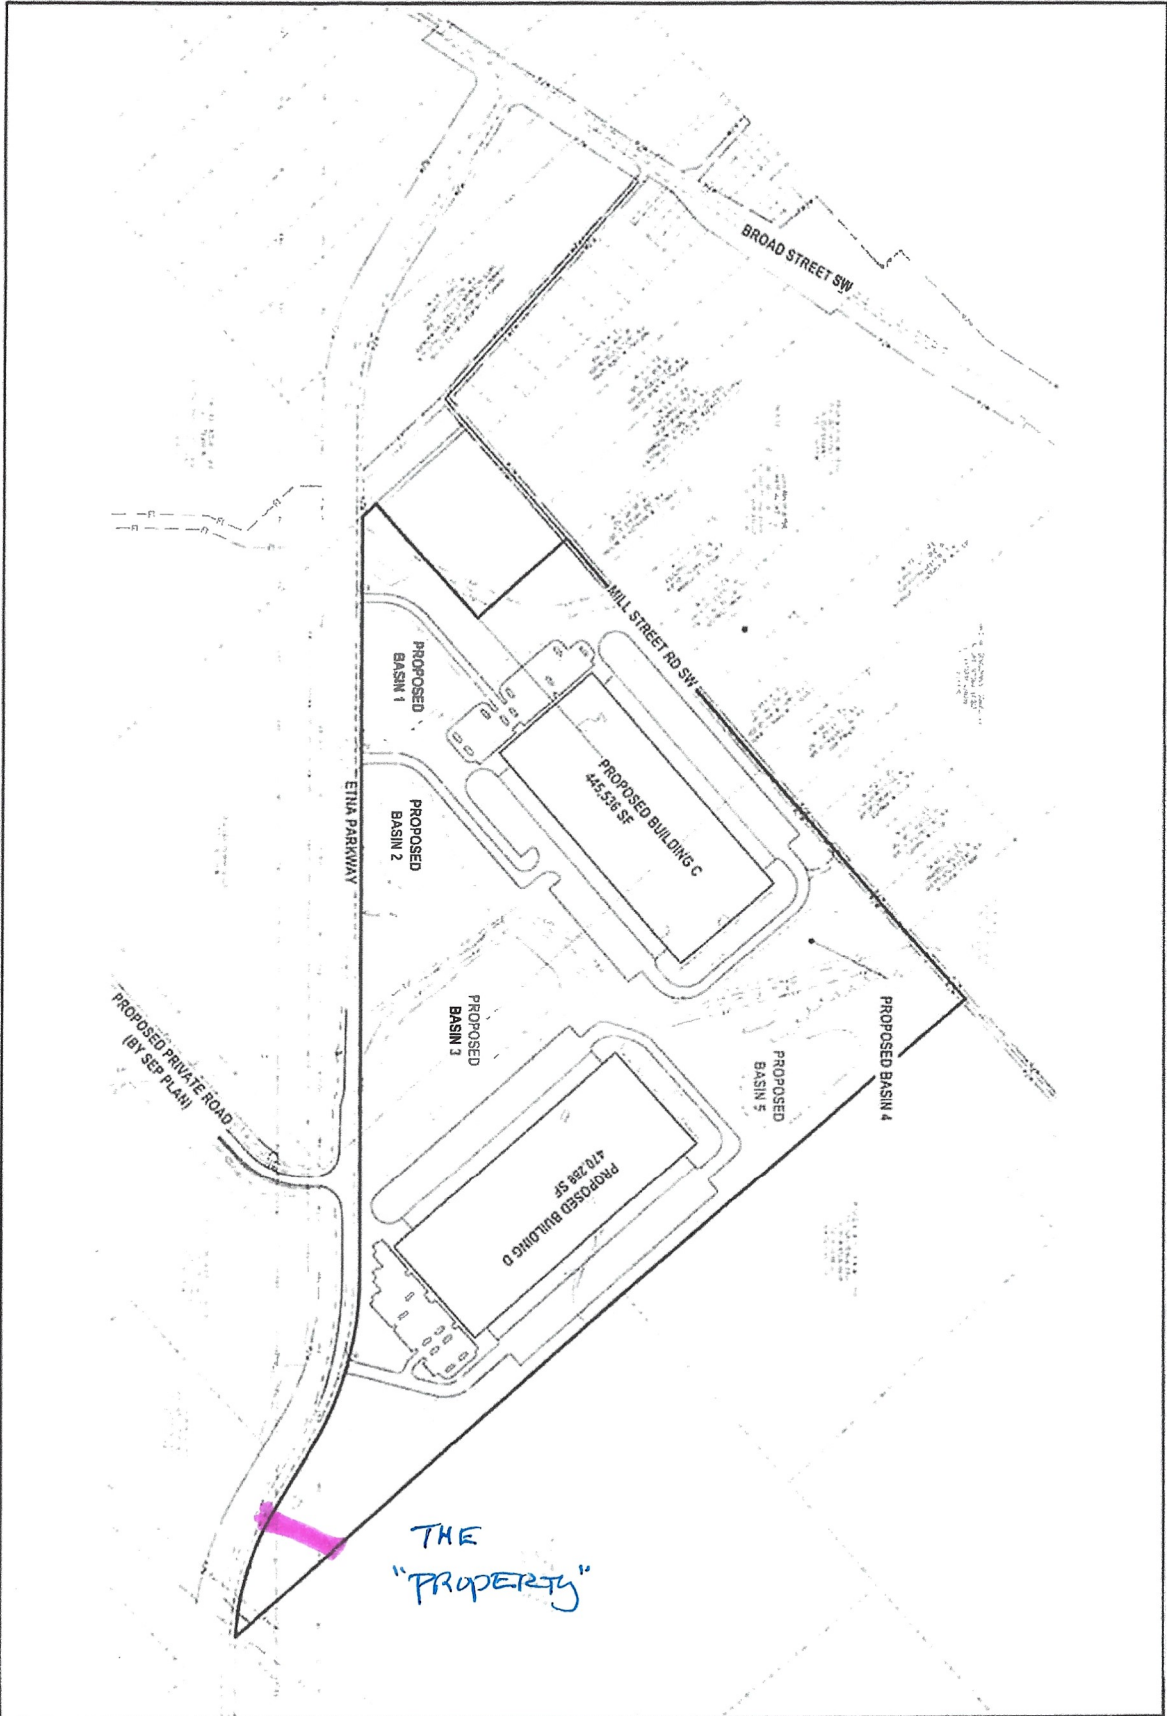 BROAD STREET SW
MILL STREET RD SW
PROPOSED
BASIN 1
PROPOSED BUILDING C
445,536 SF
PROPOSED
BASIN 2
ETNA PARKWAY
PROPOSED
BASIN 3
PROPOSED BASIN 4
PROPOSED
BASIN 5
PROPOSED PRIVATE ROAD
(BY SEP PLAN)
PROPOSED BUILDING D
470,288 SF
THE
"PROPERTY"